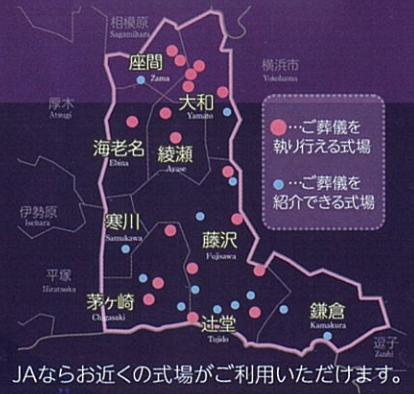 相模原
Sagamihara
座間
Zama
横浜市
Yokohama
厚木
Atsugi
大和
Yamato
海老名
Ebina
綾瀬
Ayase
…ご葬儀を
執り行える式場
…ご葬儀を
紹介できる式場
伊勢原
Isehara
寒川
Samukawa
藤沢
Fujisawa
平塚
Hiratsuka
茅ヶ崎
Chigasaki
辻堂
Tujido
鎌倉
Kamakura
逗子
Zushi
JAならお近くの式場がご利用いただけます。